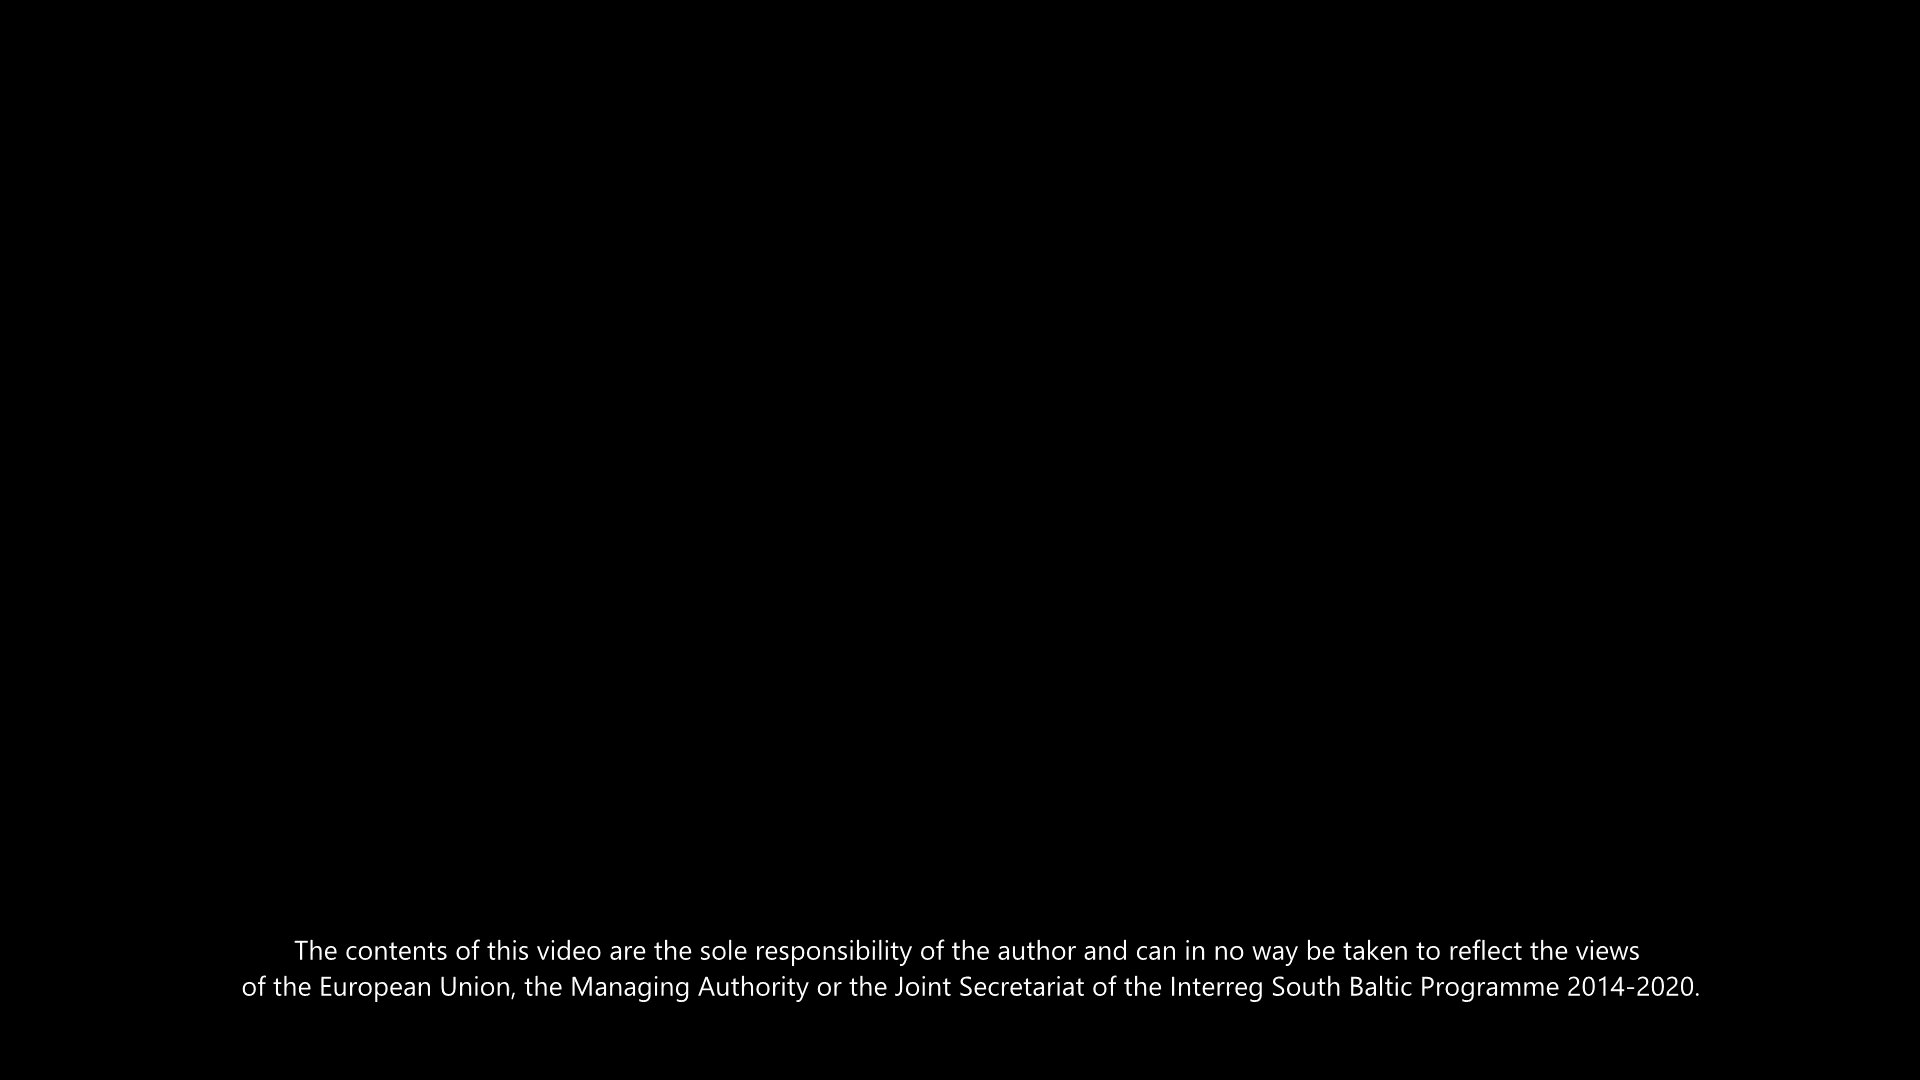 The contents of this video are the sole responsibility of the author and can in no way be taken to reflect the views
of the European Union, the Managing Authority or the Joint Secretariat of the Interreg South Baltic Programme 2014-2020.